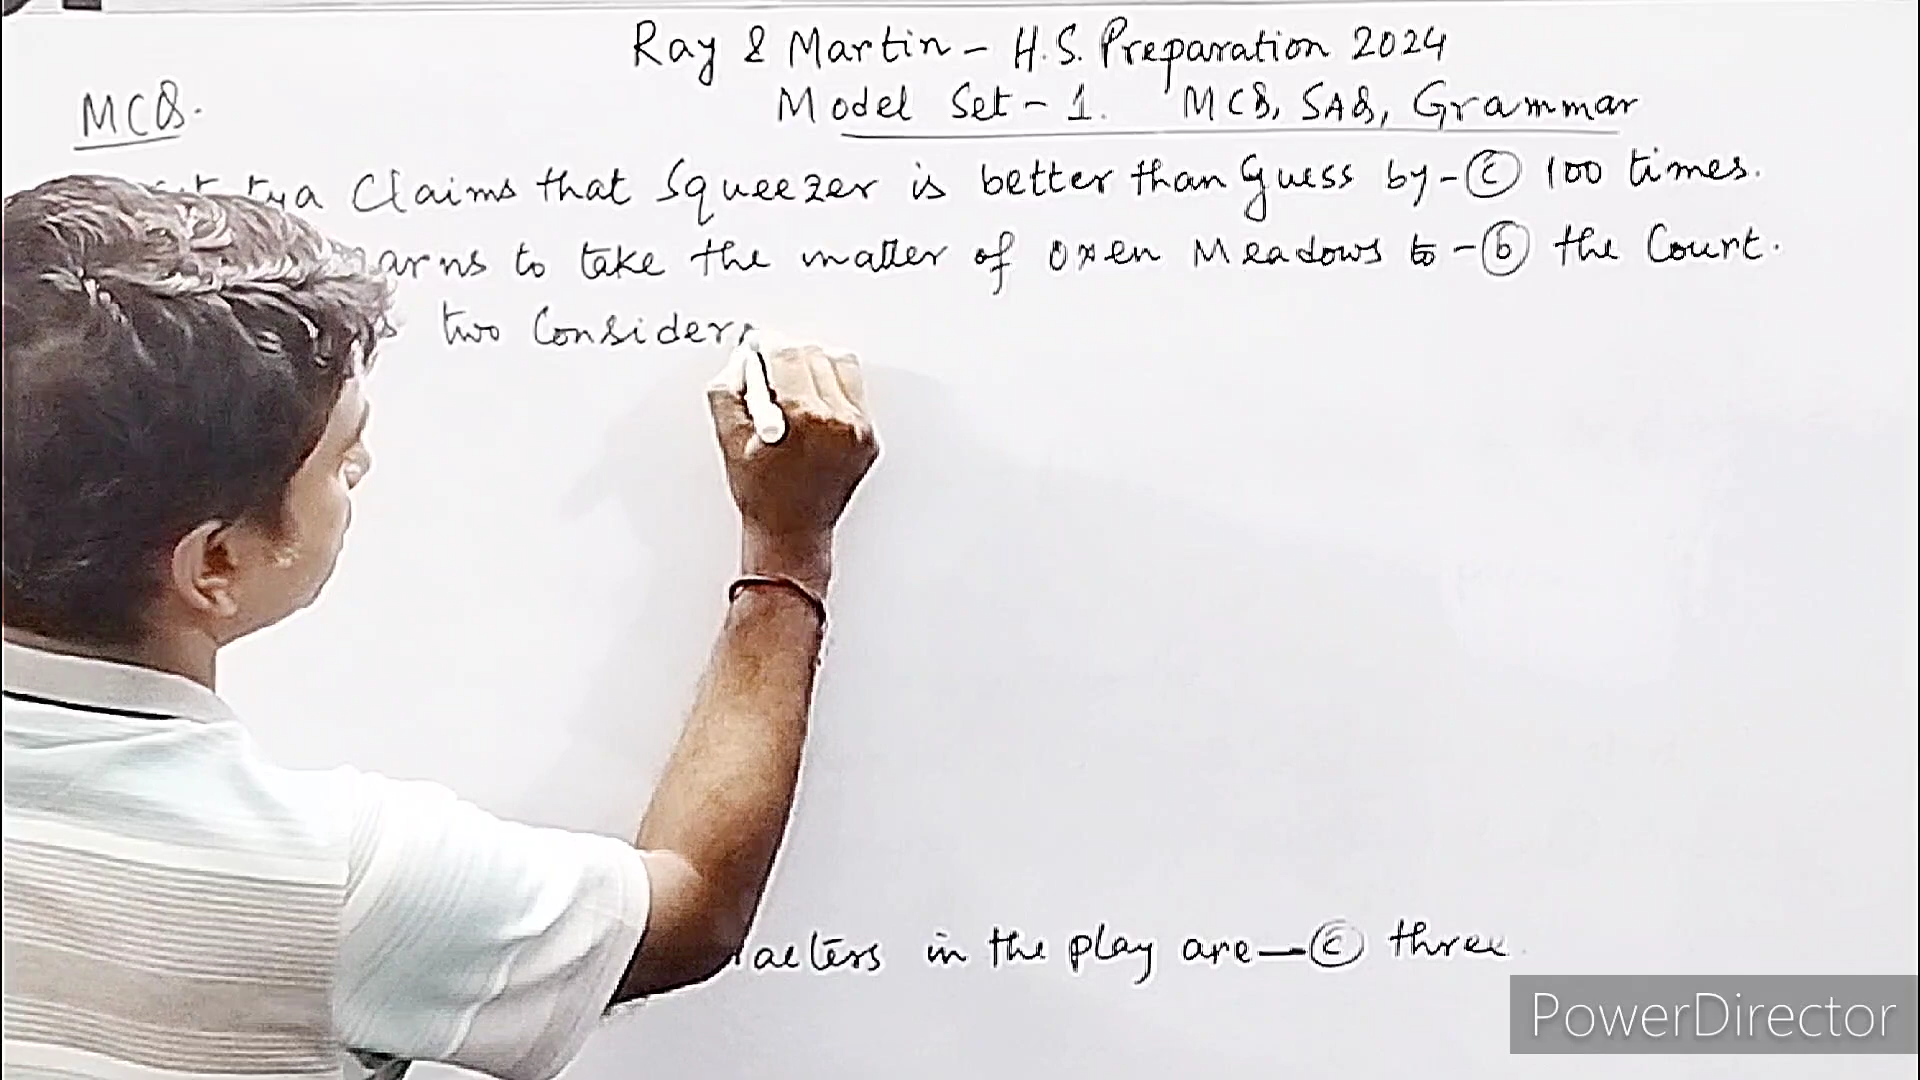 Ray & Martin - H.S. Preparation 2024
Model Set - 1. MCQ, SAQ, Grammar
MCQ.
Claims that Squeezer is better than Guess by - (c) 100 times.
to take the matter of Oxen Meadows to - (b) the Court.
two Consider
in the play are — (c) three
PowerDirector